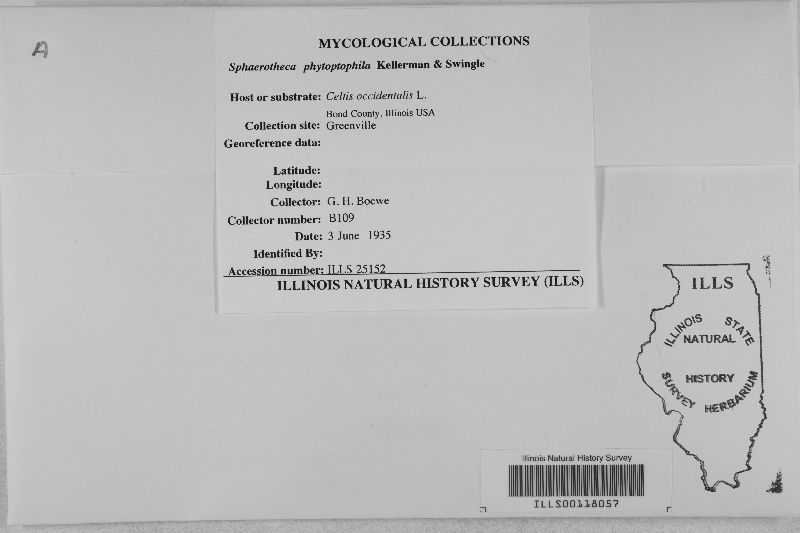 A
MYCOLOGICAL COLLECTIONS
Sphaerotheca phytoptophila Kellerman & Swingle
Host or substrate: Celtis occidentalis L.
Bond County, Illinois USA
Collection site: Greenville
Georeference data:
Latitude:
Longitude:
Collector: G. H. Boewe
Collector number: B109
Date: 3 June 1935
Identified By:
Accession number: ILLS 25152
ILLINOIS NATURAL HISTORY SURVEY (ILLS)
ILLS
ILLINOIS STATE
NATURAL
HISTORY
SURVEY HERBARIUM
Illinois Natural History Survey
ILLS00118057